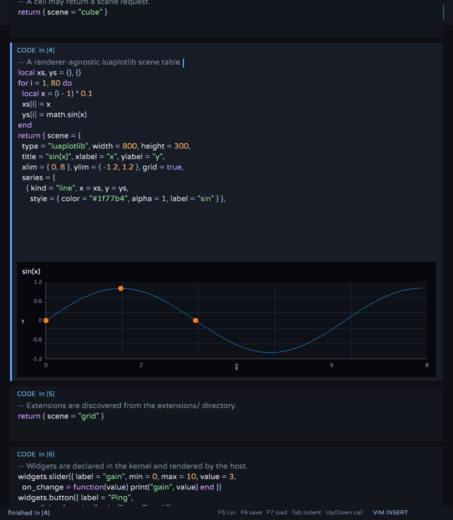 -- A cell may return a scene request.
return { scene = "cube" }
CODE In [4]
-- A renderer-agnostic luaplotlib scene table.
local xs, ys = {}, {}
for i = 1, 80 do
local x = (i - 1) * 0.1
xs[i] = x
ys[i] = math.sin(x)
end
return { scene = {
type = "luaplotlib", width = 800, height = 300,
title = "sin(x)", xlabel = "x", ylabel = "y",
xlim = { 0, 8 }, ylim = { -1.2, 1.2 }, grid = true,
series = {
{ kind = "line", x = xs, y = ys,
style = { color = "#1f77b4", alpha = 1, label = "sin" } },
sin(x)
1.2
0.6
y 0
-0.6
-1.2
0 2 6 8
CODE In [5]
-- Extensions are discovered from the extensions/ directory.
return { scene = "grid" }
CODE In [6]
-- Widgets are declared in the kernel and rendered by the host.
widgets.slider({ label = "gain", min = 0, max = 10, value = 3,
on_change = function(value) print("gain", value) end })
widgets.button({ label = "Ping",
finished In [4] F5 run F6 save F7 load Tab indent Up/Down cell VIM INSERT